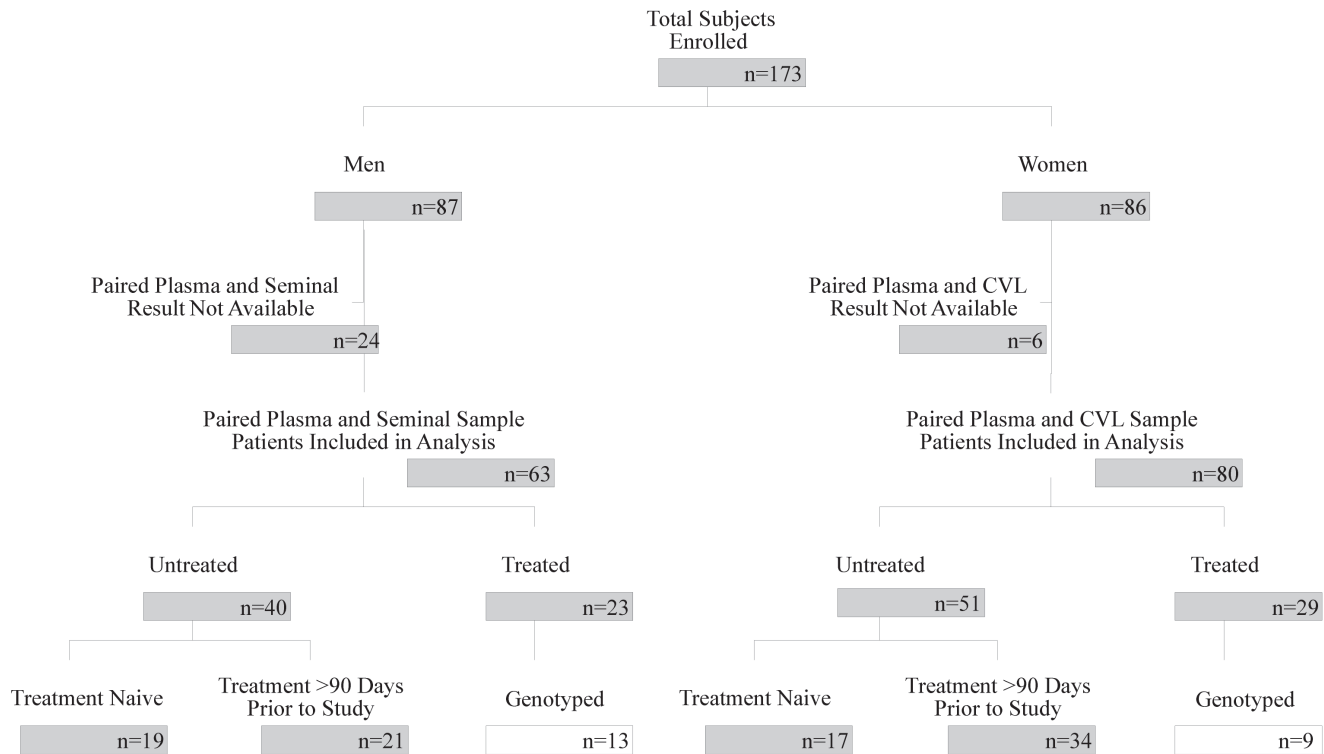 Total Subjects
Enrolled
n=173
Men
Women
n=87
n=86
Paired Plasma and Seminal
Result Not Available
Paired Plasma and CVL
Result Not Available
n=24
n=6
Paired Plasma and Seminal Sample
Patients Included in Analysis
Paired Plasma and CVL Sample
Patients Included in Analysis
n=63
n=80
Untreated
Treated
Untreated
Treated
n=40
n=23
n=51
n=29
Treatment Naive
Treatment >90 Days
Prior to Study
Genotyped
Treatment Naive
Treatment >90 Days
Prior to Study
Genotyped
n=19
n=21
n=13
n=17
n=34
n=9